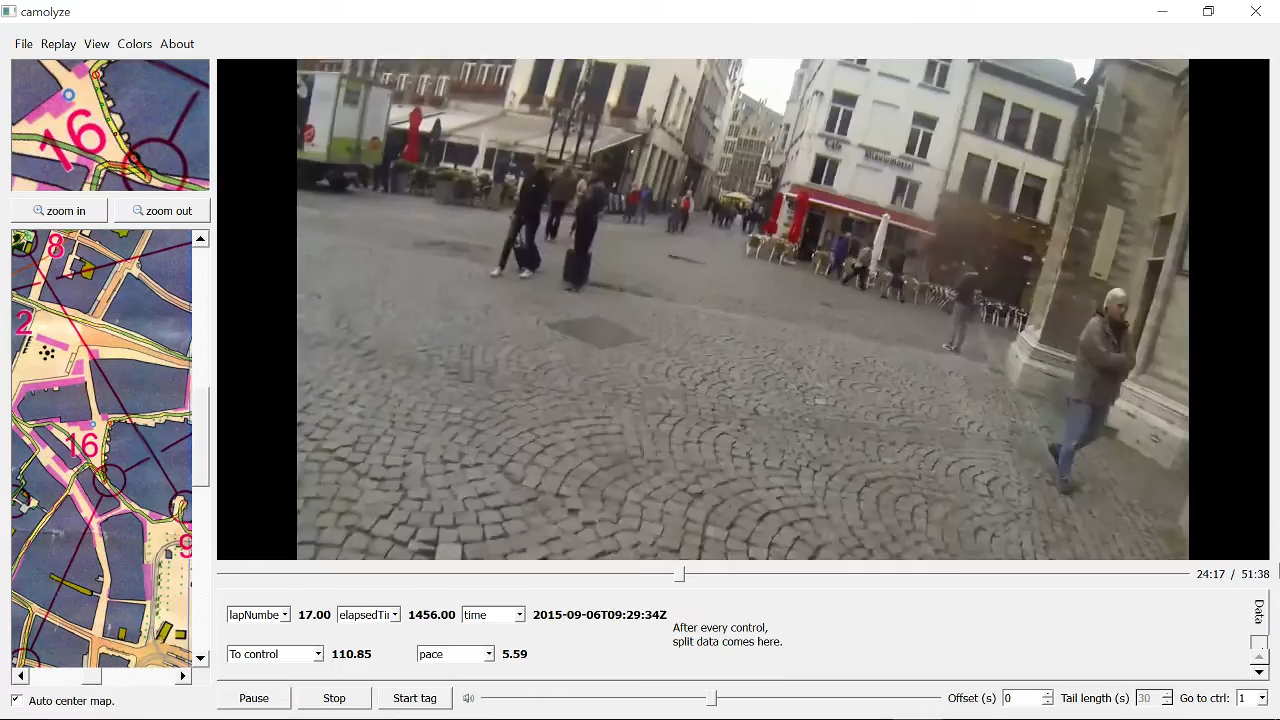 camolyze
File Replay View Colors About
16
zoom in zoom out
8
2
16
9
24:17 / 51:38
lapNumbe 17.00 elapsedTi 1456.00 time 2015-09-06T09:29:34Z
After every control,
split data comes here.
To control 110.85 pace 5.59
Data
Auto center map.
Pause Stop Start tag Offset (s) 0 Tail length (s) 30 Go to ctrl: 1